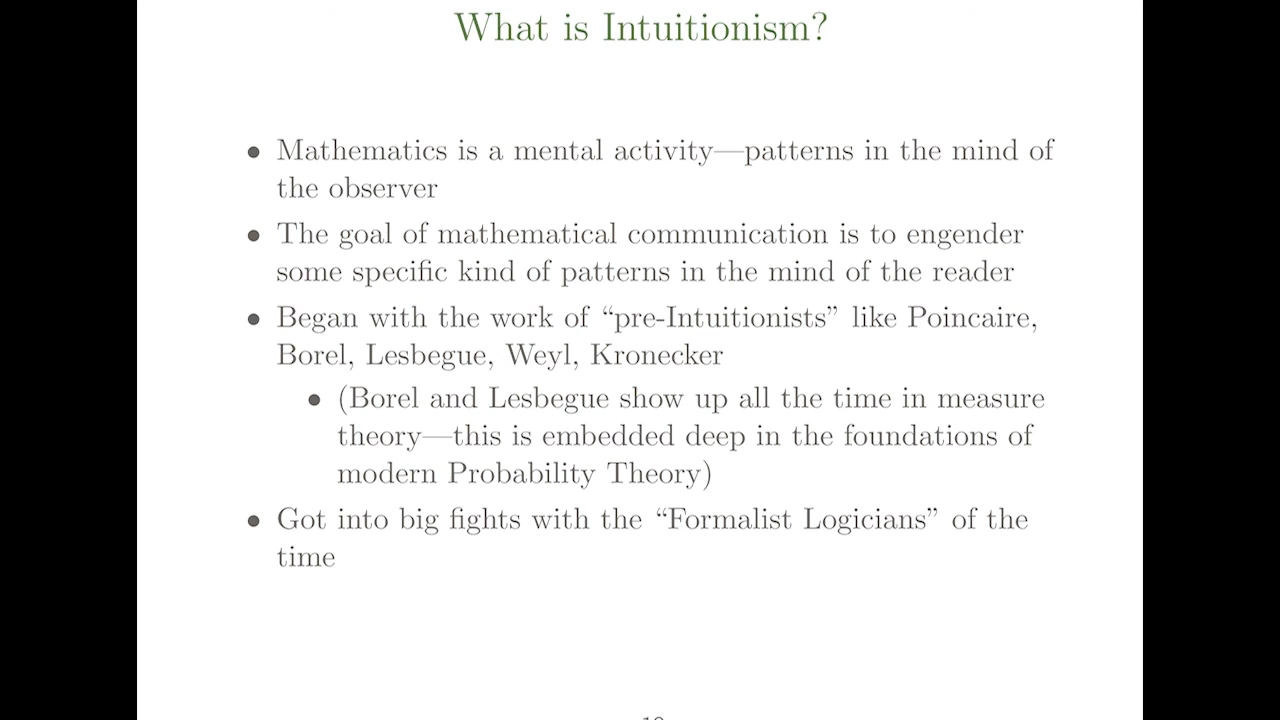 What is Intuitionism?
• Mathematics is a mental activity—patterns in the mind of
the observer
• The goal of mathematical communication is to engender
some specific kind of patterns in the mind of the reader
• Began with the work of “pre-Intuitionists” like Poincaire,
Borel, Lesbegue, Weyl, Kronecker
• (Borel and Lesbegue show up all the time in measure
theory—this is embedded deep in the foundations of
modern Probability Theory)
• Got into big fights with the “Formalist Logicians” of the
time